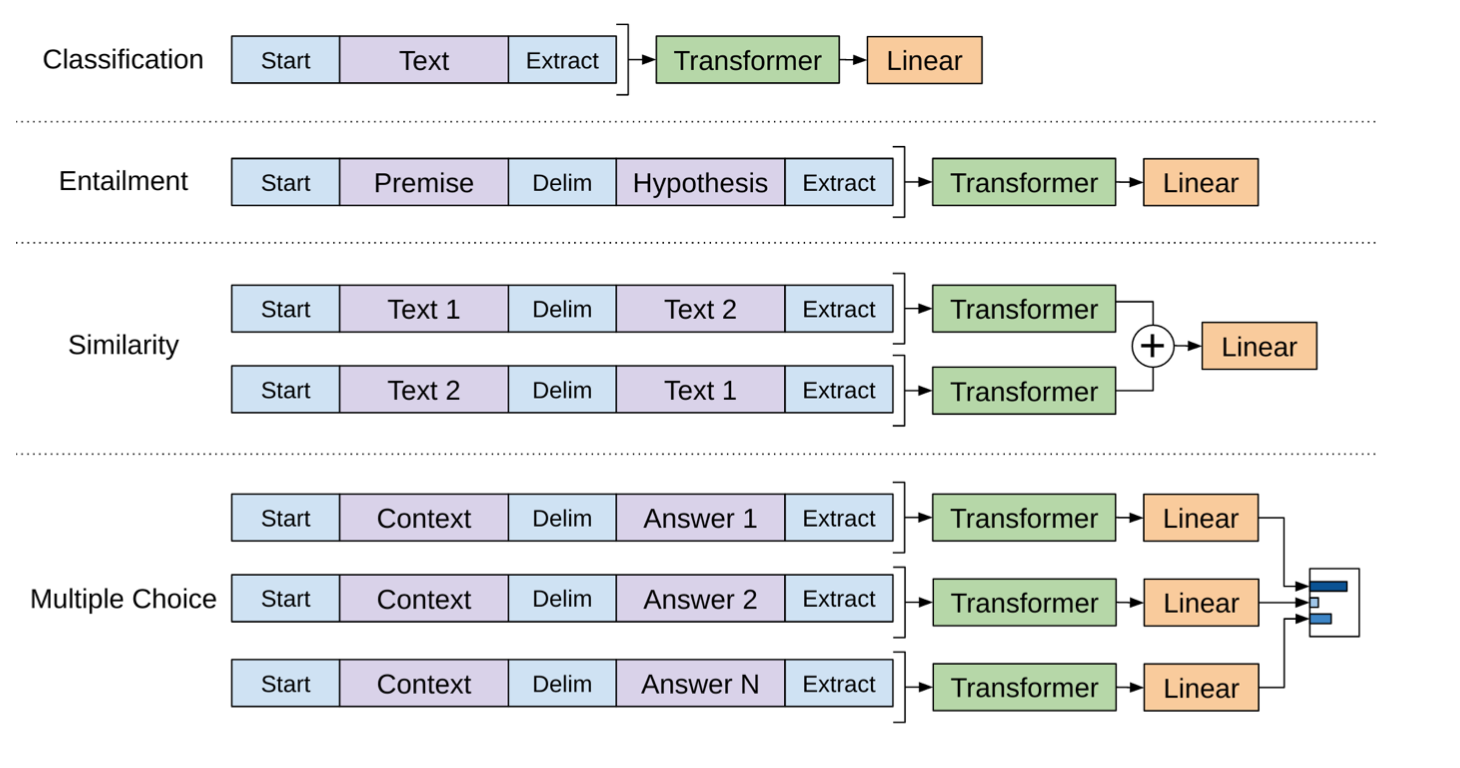 Classification Start Text Extract Transformer Linear
Entailment Start Premise Delim Hypothesis Extract Transformer Linear
Start Text 1 Delim Text 2 Extract Transformer
Similarity + Linear
Start Text 2 Delim Text 1 Extract Transformer
Start Context Delim Answer 1 Extract Transformer Linear
Multiple Choice Start Context Delim Answer 2 Extract Transformer Linear
Start Context Delim Answer N Extract Transformer Linear